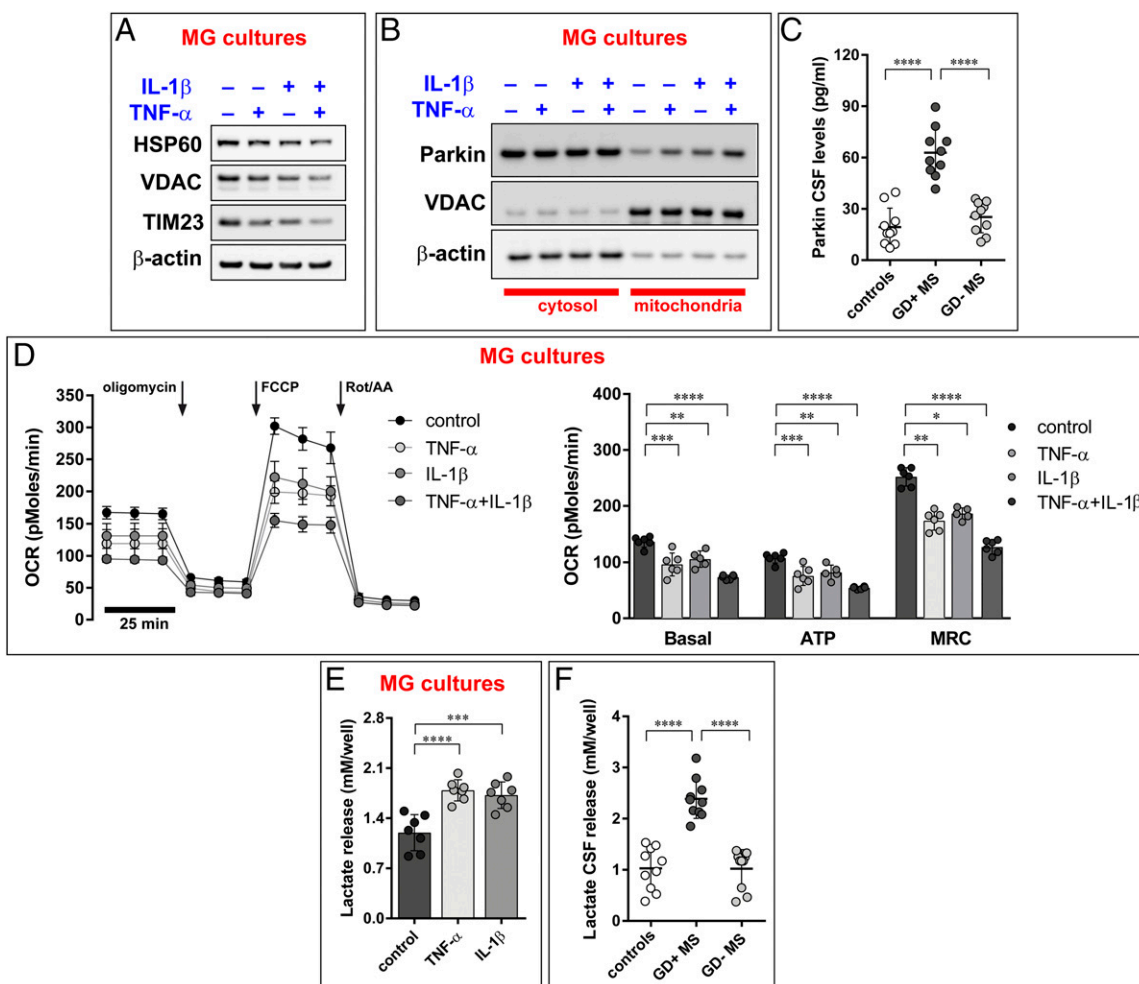 A
MG cultures
IL-1β − − + +
TNF-α − + − +
HSP60
VDAC
TIM23
β-actin
B
MG cultures
IL-1β − − + + − − + +
TNF-α − + − + − + − +
Parkin
VDAC
β-actin
cytosol mitochondria
C
Parkin CSF levels (pg/ml)
120
90
60
30
0
**** ****
controls GD+ MS GD- MS
D
MG cultures
OCR (pMoles/min)
350
300
250
200
150
100
50
0
oligomycin FCCP Rot/AA
control
TNF-α
IL-1β
TNF-α+IL-1β
25 min
OCR (pMoles/min)
400
300
200
100
0
**** **** ****
** ** *
*** *** **
Basal ATP MRC
control
TNF-α
IL-1β
TNF-α+IL-1β
E
MG cultures
Lactate release (mM/well)
2.8
2.1
1.4
0.7
0.0
***
****
control TNF-α IL-1β
F
Lactate CSF release (mM/well)
4
3
2
1
0
**** ****
controls GD+ MS GD- MS